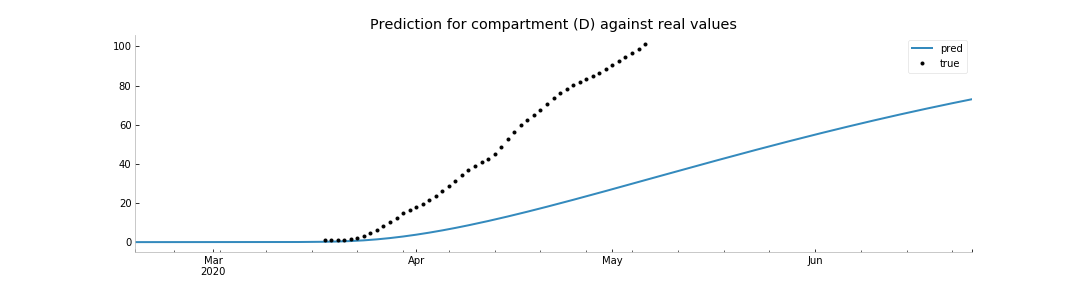 Prediction for compartment (D) against real values
100
80
60
40
20
0
pred
true
Mar
2020
Apr
May
Jun